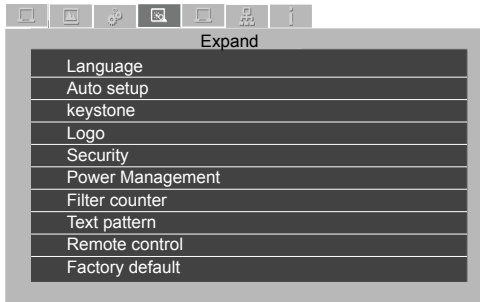 Expand
Language
Auto setup
keystone
Logo
Security
Power Management
Filter counter
Text pattern
Remote control
Factory default